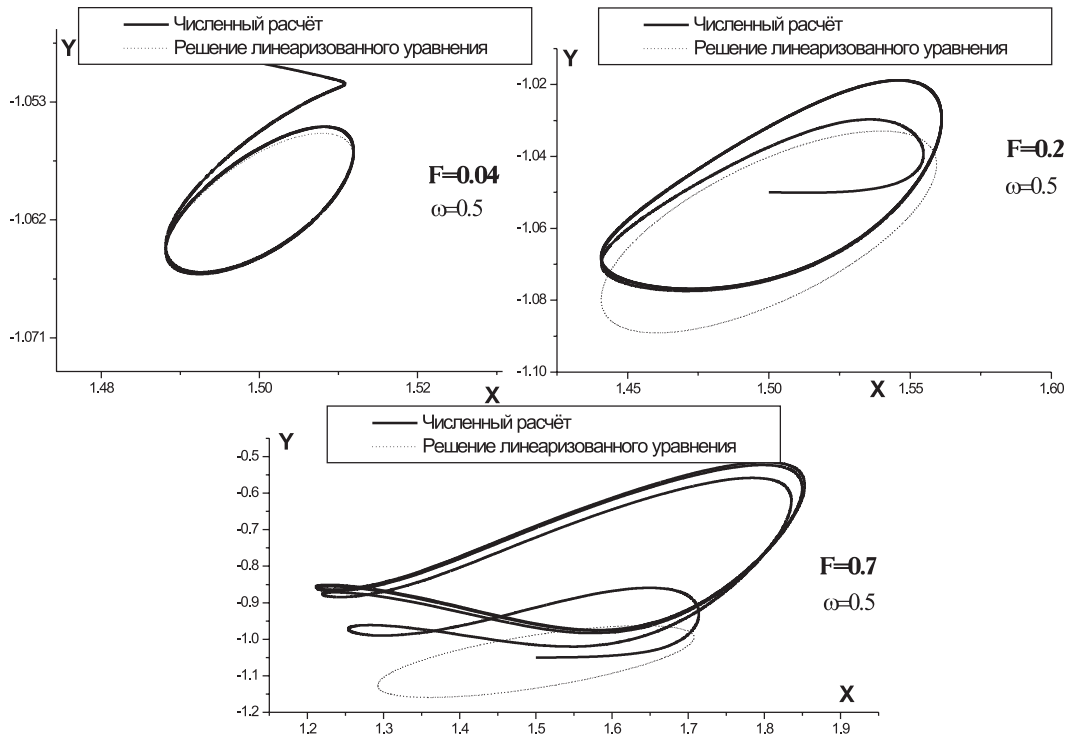 Численный расчёт
Решение линеаризованного уравнения
Y
-1.053
-1.062
-1.071
1.48
1.50
1.52
X
F=0.04
ω=0.5
Численный расчёт
Решение линеаризованного уравнения
Y
-1.02
-1.04
-1.06
-1.08
-1.10
1.45
1.50
1.55
1.60
X
F=0.2
ω=0.5
Численный расчёт
Решение линеаризованного уравнения
Y
-0.5
-0.6
-0.7
-0.8
-0.9
-1.0
-1.1
-1.2
1.2
1.3
1.4
1.5
1.6
1.7
1.8
1.9
X
F=0.7
ω=0.5